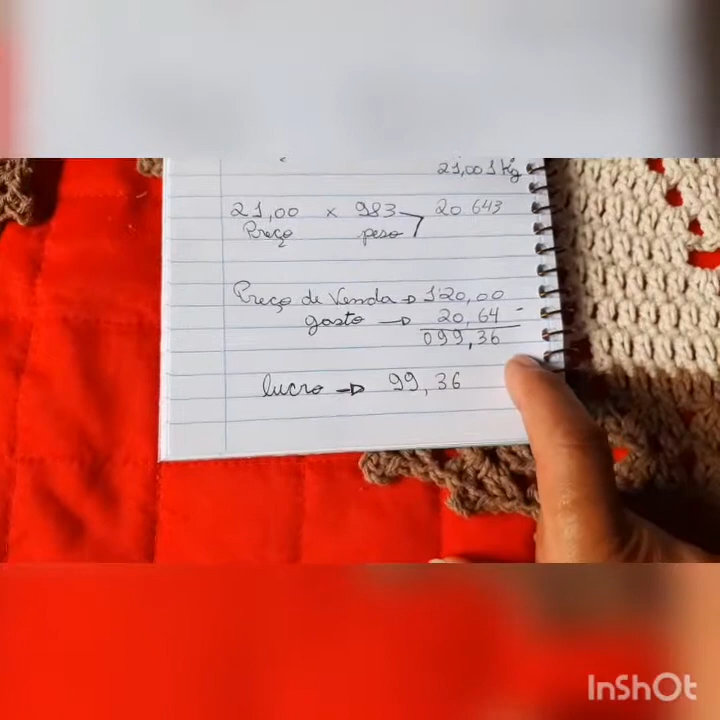 21,00 1 kg
21,00 x 983 20 643
Preço peso
Preço de Venda → 120,00
gasto → 20,64 -
099,36
lucro → 99,36
InShOt